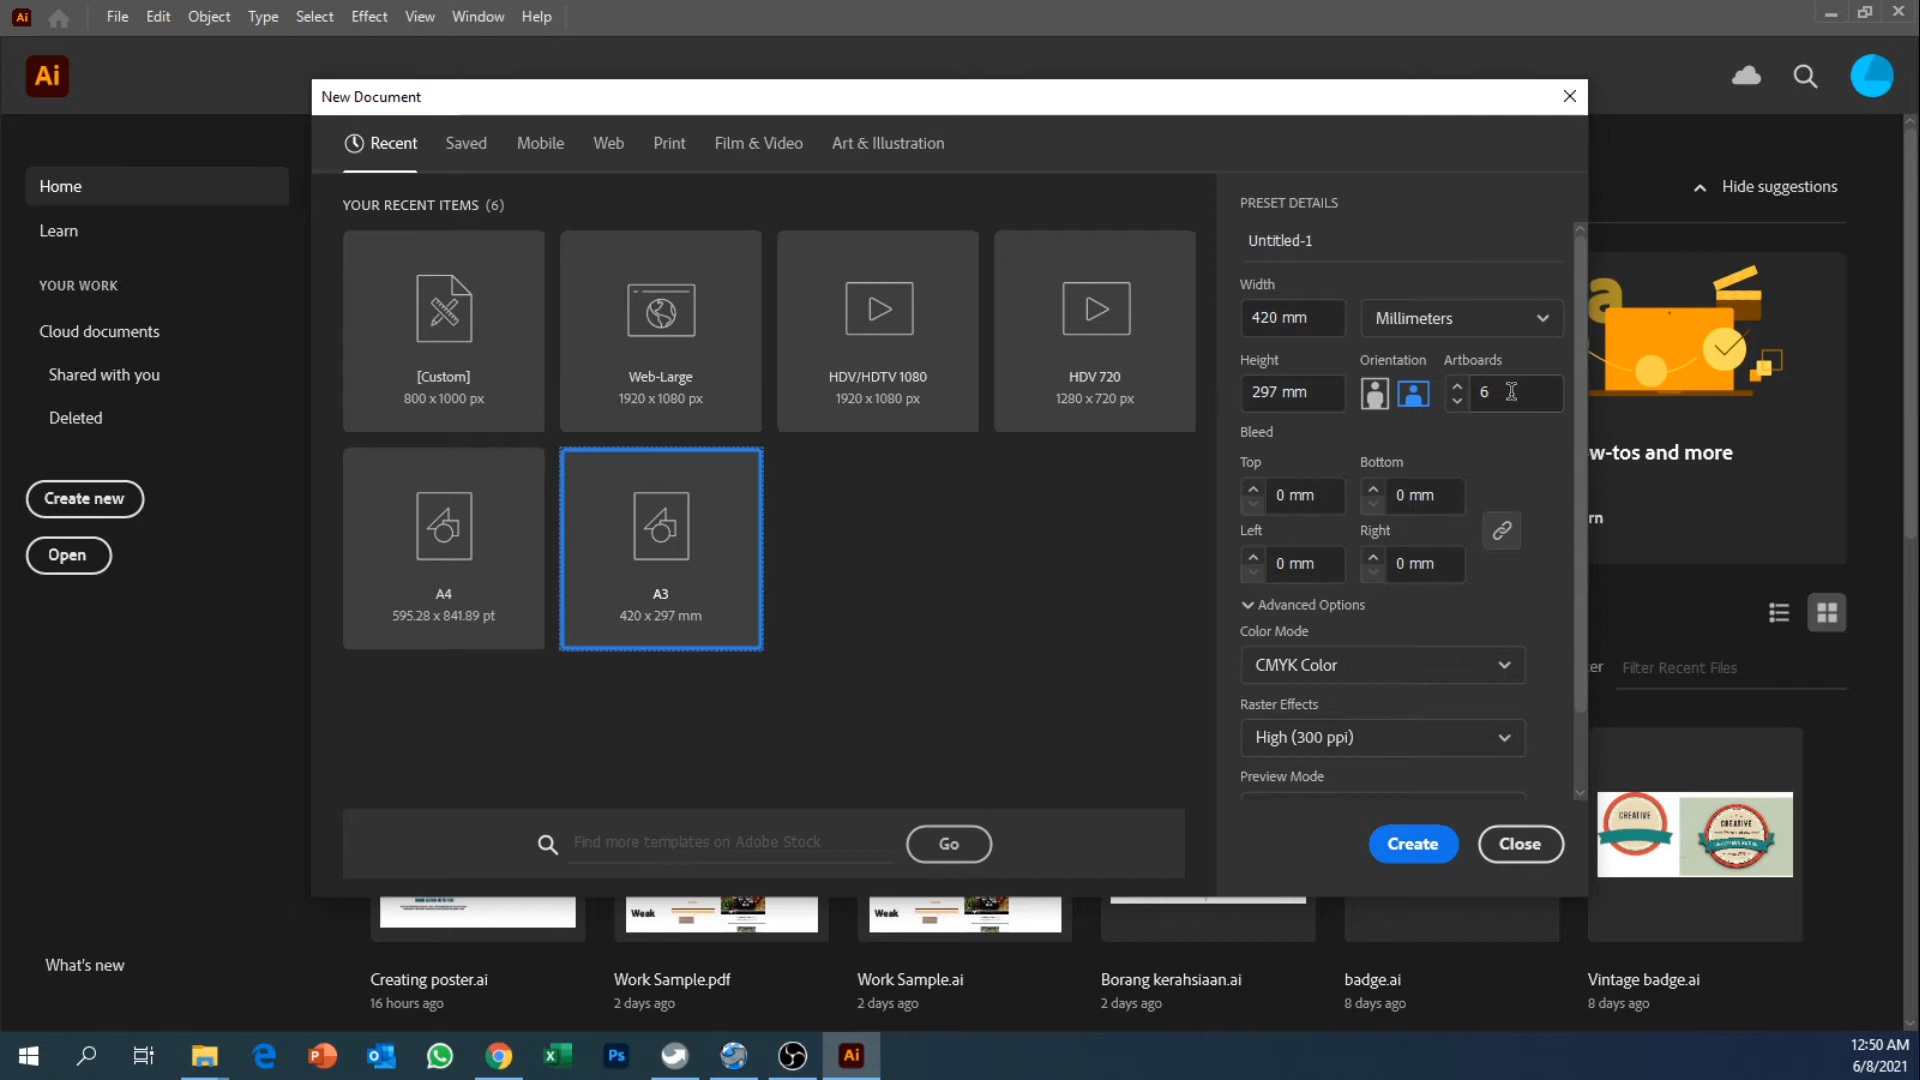 Ai File Edit Object Type Select Effect View Window Help
Ai
New Document
Recent Saved Mobile Web Print Film & Video Art & Illustration
Home
Learn
YOUR WORK
Cloud documents
Shared with you
Deleted
Create new
Open
What's new
YOUR RECENT ITEMS (6)
[Custom]
800 x 1000 px
Web-Large
1920 x 1080 px
HDV/HDTV 1080
1920 x 1080 px
HDV 720
1280 x 720 px
A4
595.28 x 841.89 pt
A3
420 x 297 mm
Find more templates on Adobe Stock
Go
PRESET DETAILS
Untitled-1
Width
420 mm Millimeters
Height Orientation Artboards
297 mm 6
Bleed
Top Bottom
0 mm 0 mm
Left Right
0 mm 0 mm
Advanced Options
Color Mode
CMYK Color
Raster Effects
High (300 ppi)
Preview Mode
Create Close
Hide suggestions
w-tos and more
rn
er Filter Recent Files
CREATIVE CREATIVE
Weak Weak
Creating poster.ai
16 hours ago
Work Sample.pdf
2 days ago
Work Sample.ai
2 days ago
Borang kerahsiaan.ai
2 days ago
badge.ai
8 days ago
Vintage badge.ai
8 days ago
Ps Ai
12:50 AM
6/8/2021